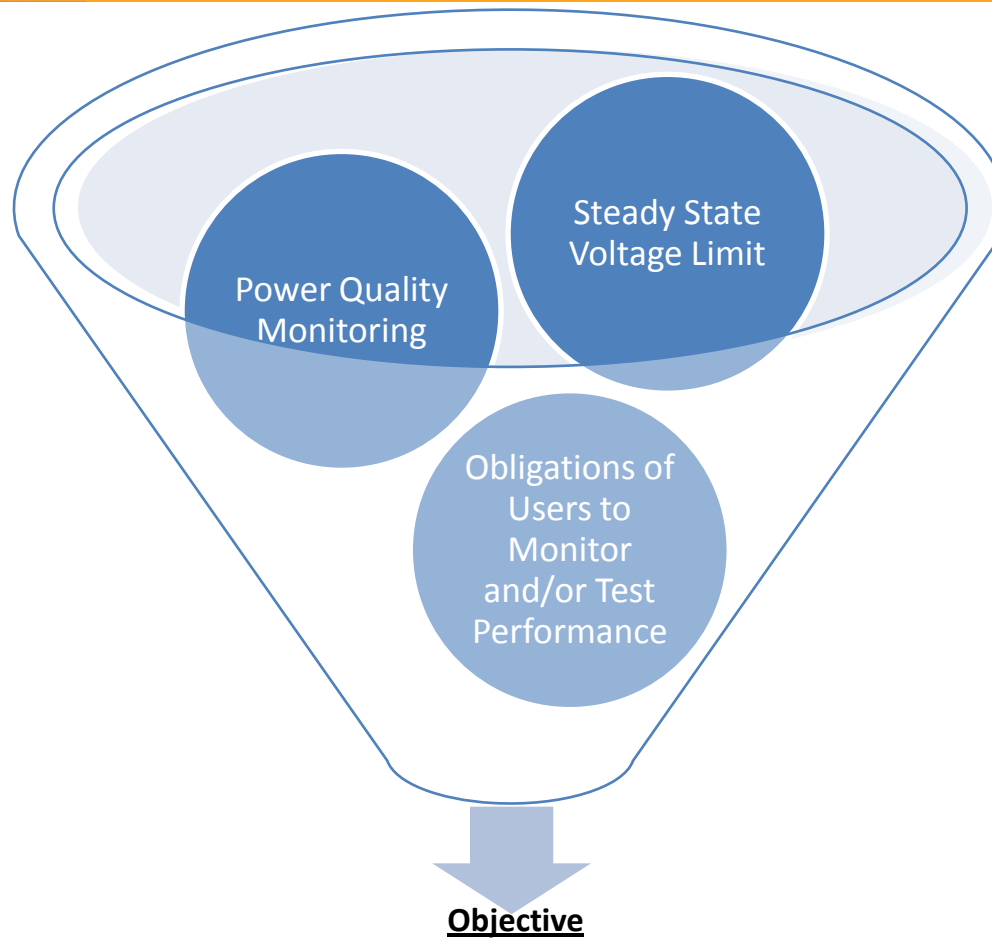 Steady State
Voltage Limit
Power Quality
Monitoring
Obligations of
Users to
Monitor
and/or Test
Performance
Objective